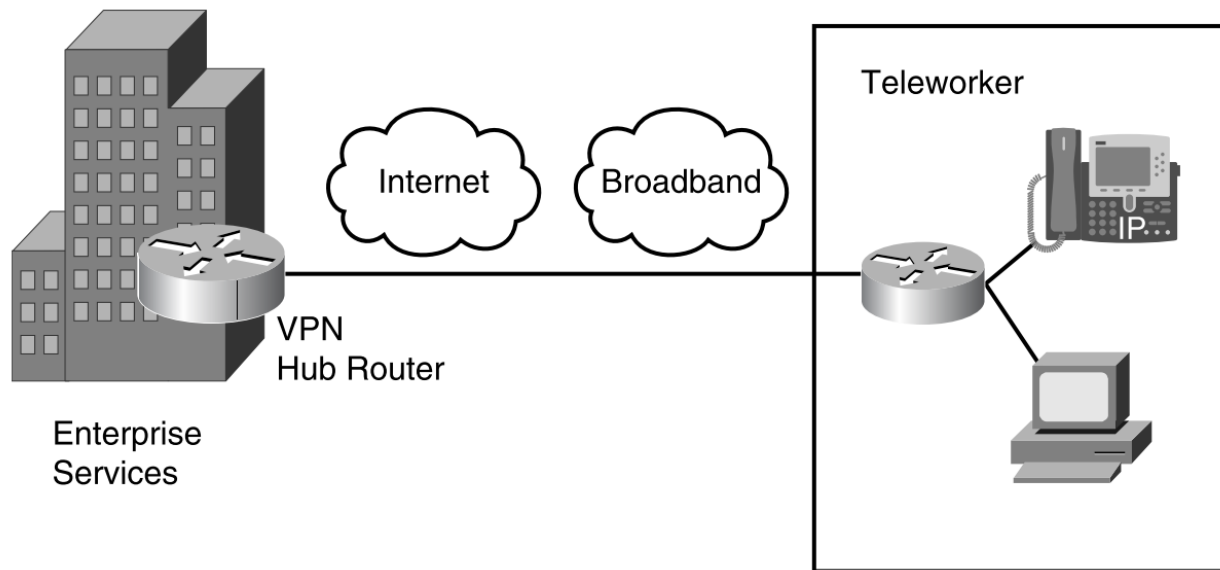 Teleworker
Internet
Broadband
IP
VPN
Hub Router
Enterprise
Services